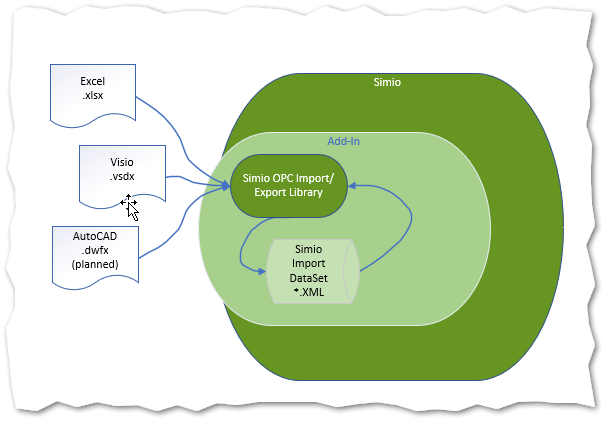 Excel
.xlsx
Visio
.vsdx
AutoCAD
.dwfx
(planned)
Simio
Add-In
Simio OPC Import/
Export Library
Simio
Import
DataSet
*.XML